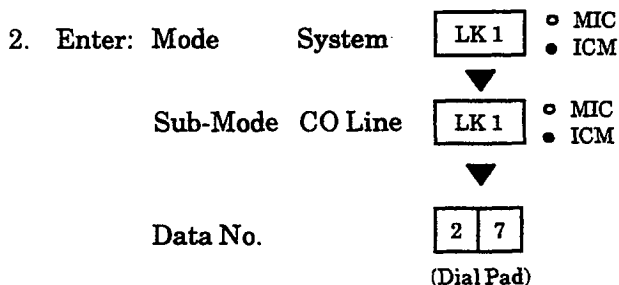 2. Enter: Mode System LK 1 MIC
ICM
Sub-Mode CO Line LK 1 MIC
ICM
Data No. 2 7
(Dial Pad)